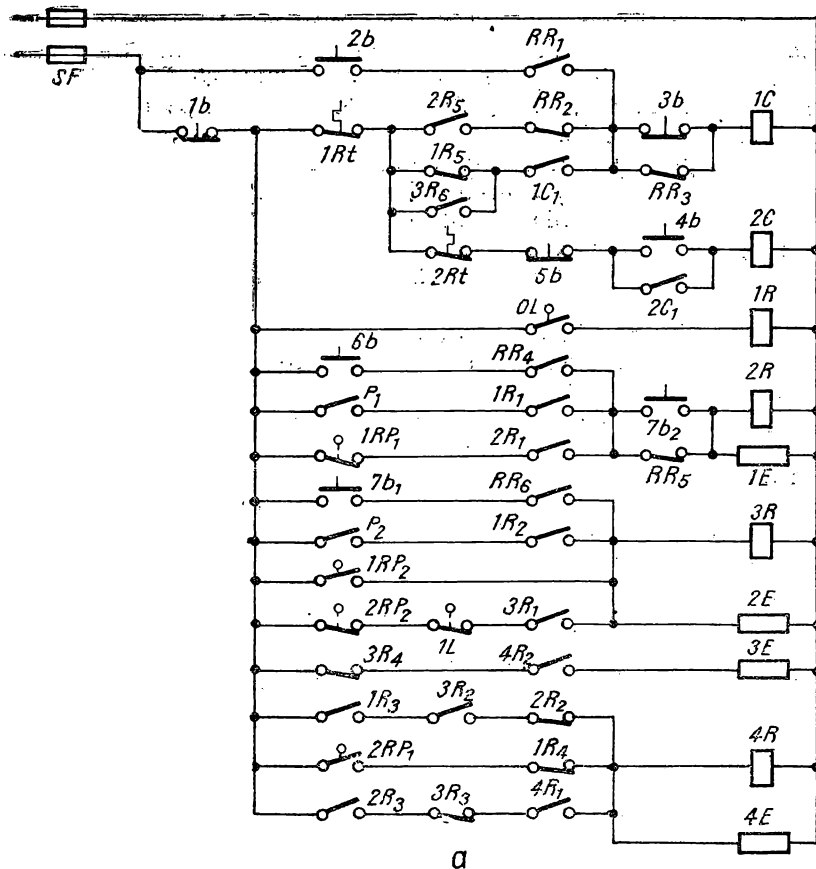 SF
2b RR₁
1b
1Rt 2R₅ RR₂ 3b 1C
1R₅ 1C₁ RR₃
3R₆
2Rt 5b 4b 2C
2C₁
OL 1R
6b RR₄ 2R
P₁ 1R₁ 7b₂
1RP₁ 2R₁ RR₅ 1E
7b₁ RR₆
P₂ 1R₂ 3R
1RP₂
2RP₂ 1L 3R₁ 2E
3R₄ 4R₂ 3E
1R₃ 3R₂ 2R₂
2RP₁ 1R₄ 4R
2R₃ 3R₃ 4R₁ 4E
a